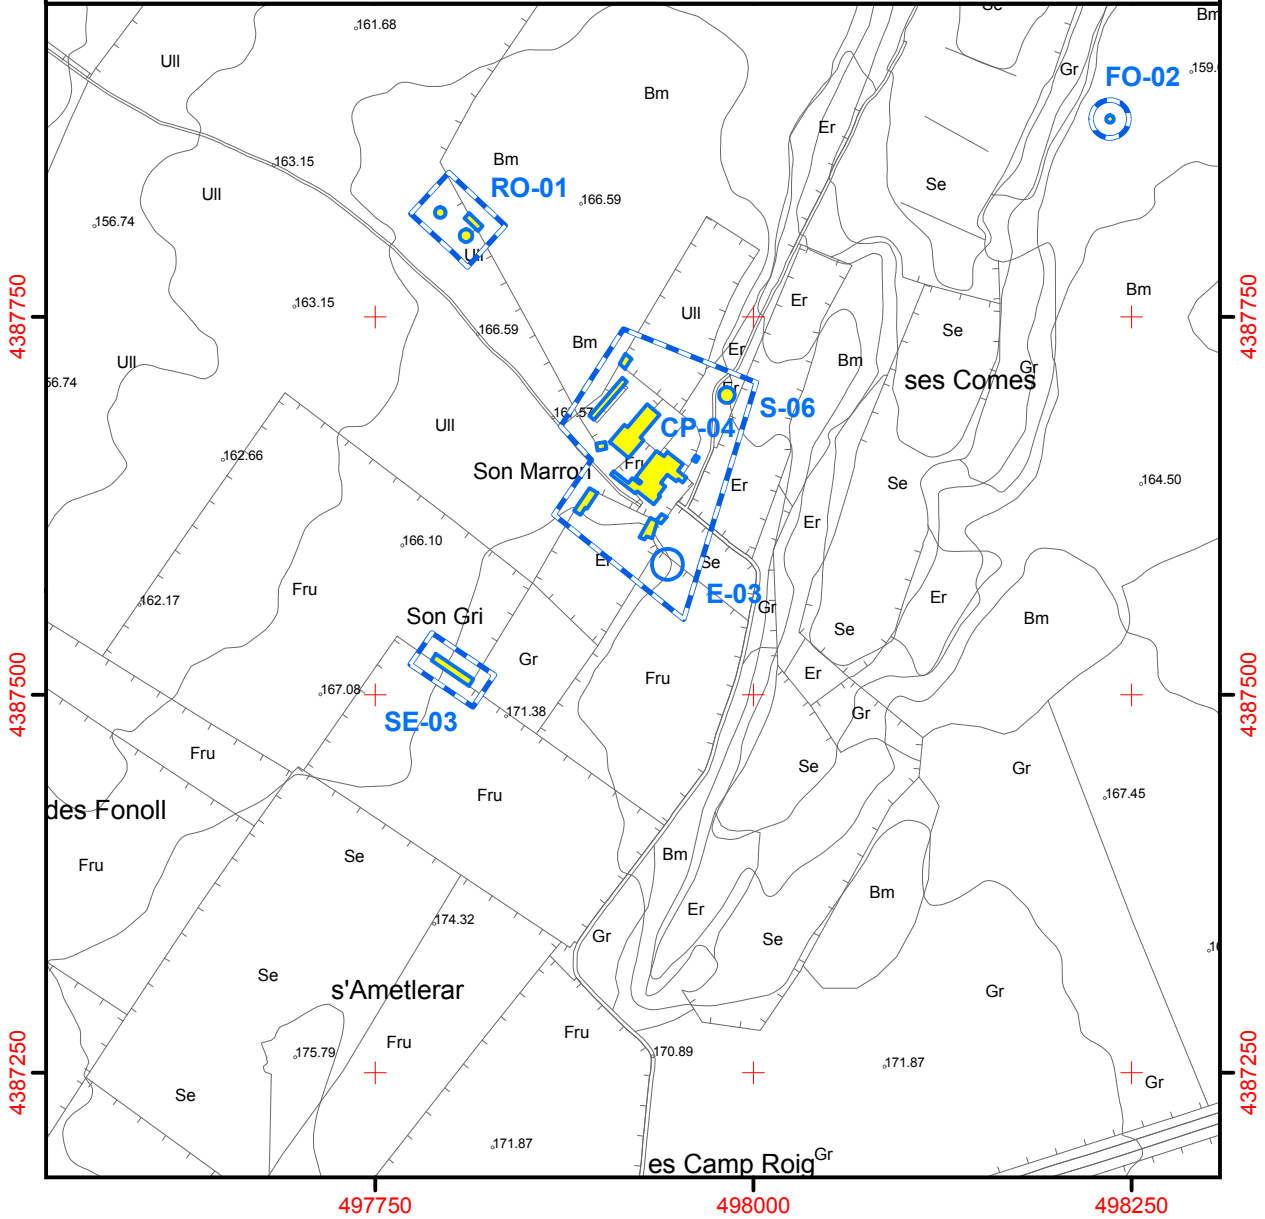 161.68
Bm
Ull
Gr
FO-02
Bm
Er
163.15
Bm
RO-01
Se
Ull
166.59
156.74
Ull
4387750
163.15
166.59
Bm
Ull
Er
Bm
Se
4387750
Ull
Er
Bm
Gr
56.74
Er
ses Comes
S-06
CP-04
Ull
162.66
Son Marron
Fru
Er
Se
164.50
Er
166.10
Er
Se
Fru
162.17
E-03
Gr
Er
Son Gri
Se
Bm
Gr
Er
Fru
4387500
167.08
171.38
Gr
4387500
SE-03
Fru
Se
Gr
Fru
167.45
des Fonoll
Se
Bm
Fru
Bm
174.32
Er
Gr
Se
Se
s'Ametlerar
Gr
Fru
Fru
175.79
170.89
171.87
4387250
Gr
4387250
Se
171.87
es Camp Roig
Gr
497750
498000
498250